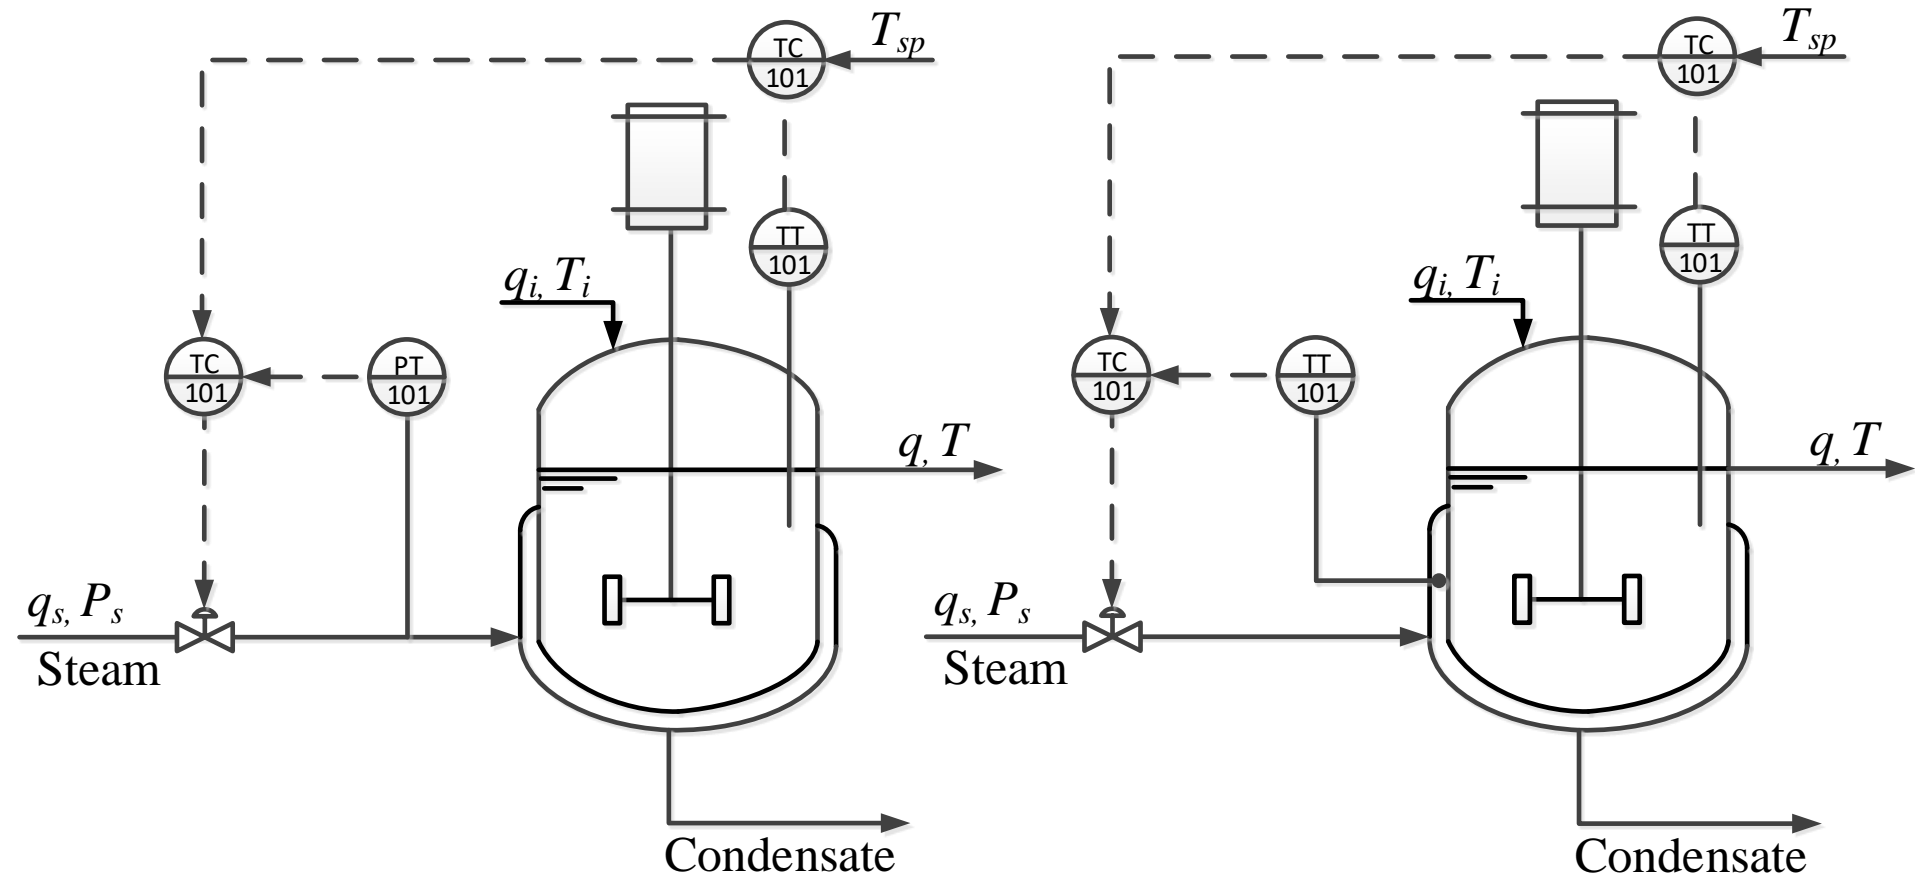 TC
101
T_sp
TT
101
q_i, T_i
TC
101
PT
101
q, T
q_s, P_s
Steam
Condensate
TC
101
T_sp
TT
101
q_i, T_i
TC
101
TT
101
q, T
q_s, P_s
Steam
Condensate